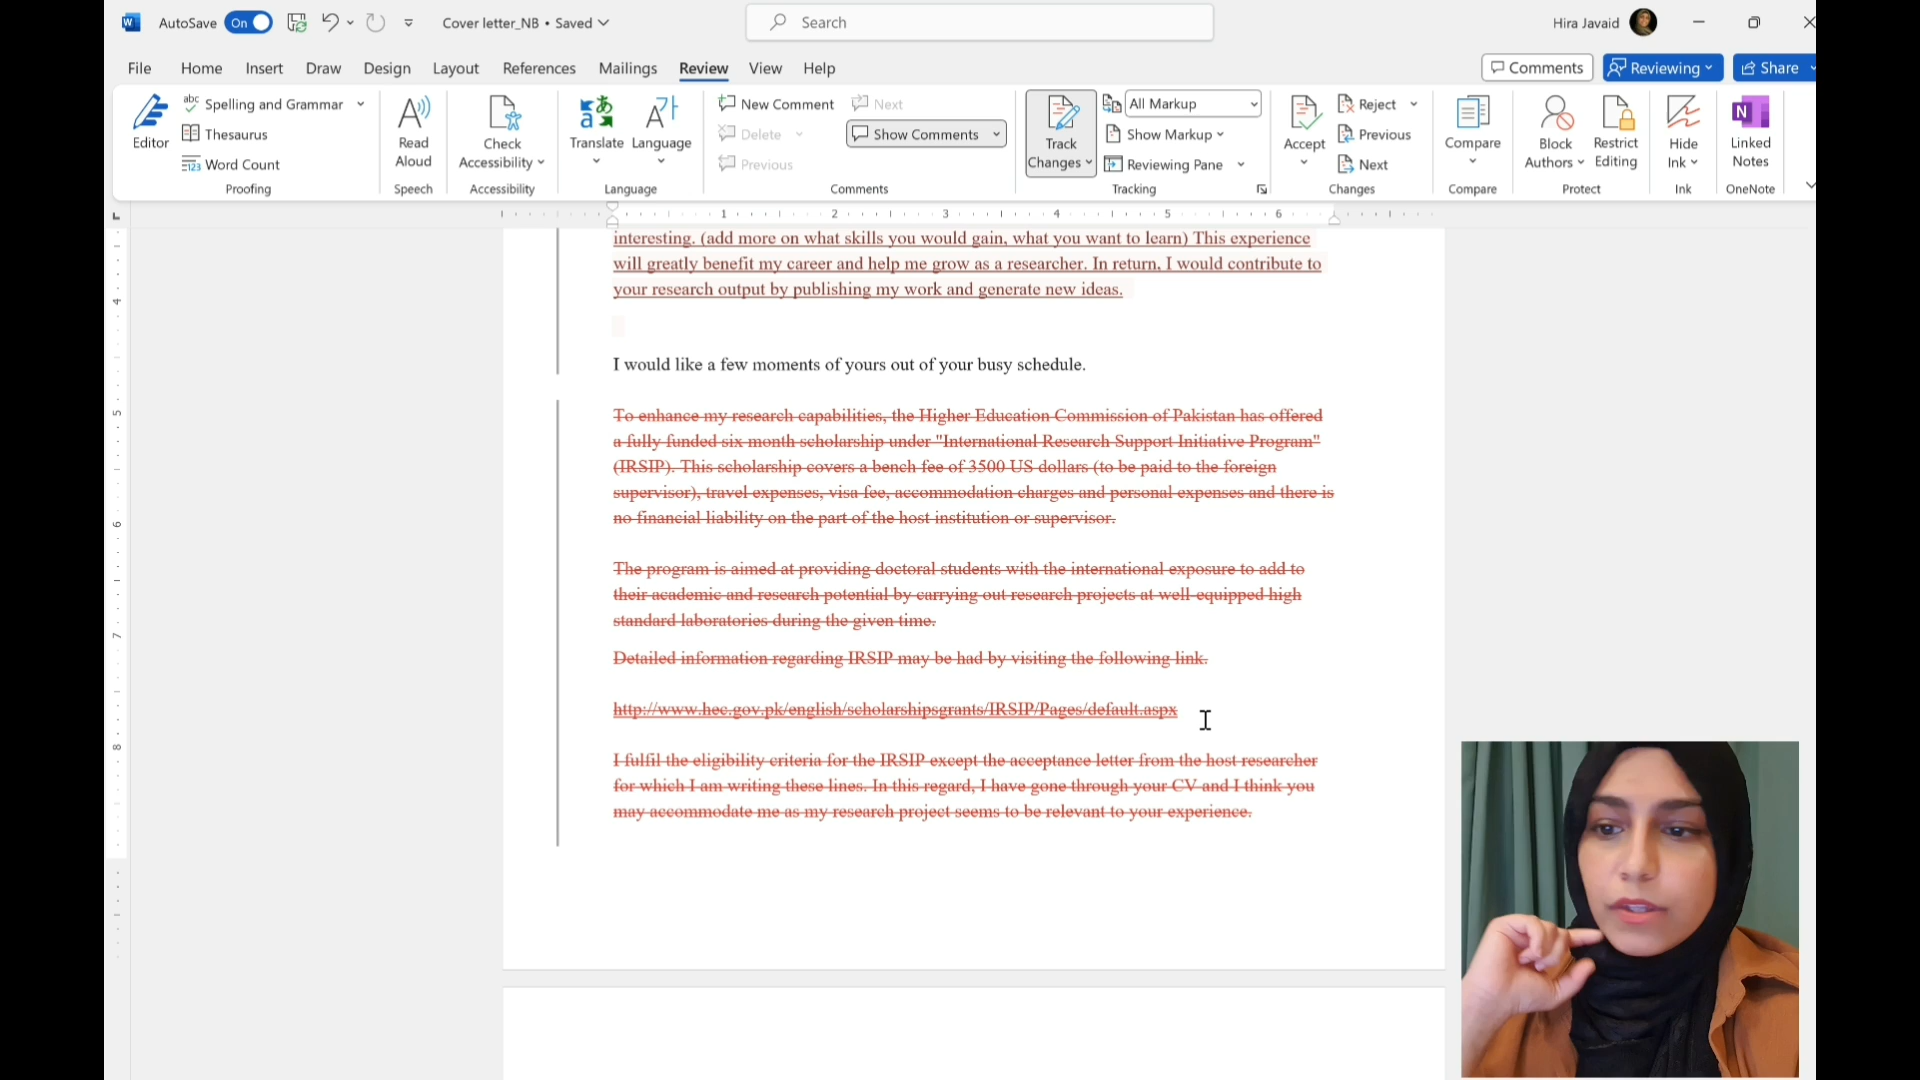 AutoSave On Cover letter_NB • Saved Search Hira Javaid
File Home Insert Draw Design Layout References Mailings Review View Help Comments Reviewing Share
Editor
abc Spelling and Grammar
Thesaurus
123 Word Count
Proofing
Read Aloud
Speech
Check Accessibility
Accessibility
Translate
Language
Language
New Comment Next
Delete Show Comments
Previous
Comments
Track Changes
All Markup
Show Markup
Reviewing Pane
Tracking
Accept
Reject
Previous
Next
Changes
Compare
Compare
Block Authors
Restrict Editing
Protect
Hide Ink
Ink
N
Linked Notes
OneNote
1 2 3 4 5 6
4
5
6
7
8
interesting. (add more on what skills you would gain, what you want to learn) This experience
will greatly benefit my career and help me grow as a researcher. In return, I would contribute to
your research output by publishing my work and generate new ideas.
I would like a few moments of yours out of your busy schedule.
To enhance my research capabilities, the Higher Education Commission of Pakistan has offered
a fully funded six month scholarship under "International Research Support Initiative Program"
(IRSIP). This scholarship covers a bench fee of 3500 US dollars (to be paid to the foreign
supervisor), travel expenses, visa fee, accommodation charges and personal expenses and there is
no financial liability on the part of the host institution or supervisor.
The program is aimed at providing doctoral students with the international exposure to add to
their academic and research potential by carrying out research projects at well-equipped high
standard laboratories during the given time.
Detailed information regarding IRSIP may be had by visiting the following link.
http://www.hec.gov.pk/english/scholarshipsgrants/IRSIP/Pages/default.aspx
I fulfil the eligibility criteria for the IRSIP except the acceptance letter from the host researcher
for which I am writing these lines. In this regard, I have gone through your CV and I think you
may accommodate me as my research project seems to be relevant to your experience.